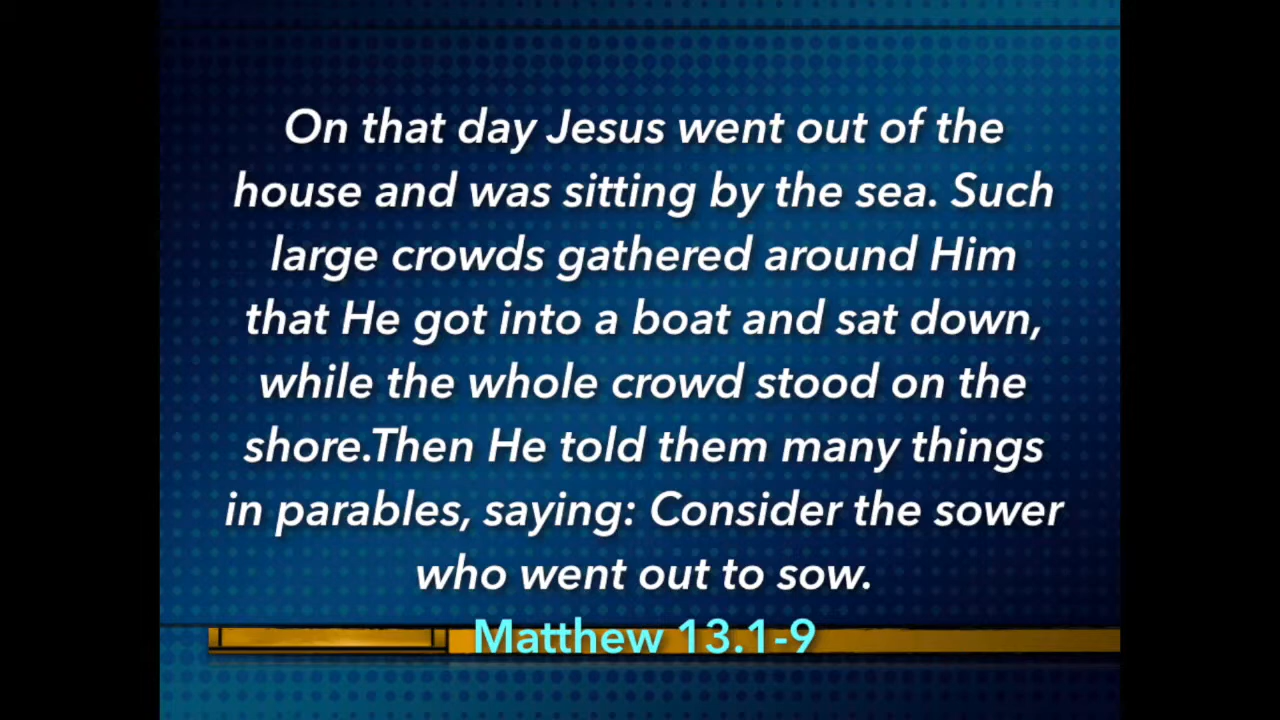 On that day Jesus went out of the
house and was sitting by the sea. Such
large crowds gathered around Him
that He got into a boat and sat down,
while the whole crowd stood on the
shore.Then He told them many things
in parables, saying: Consider the sower
who went out to sow.
Matthew 13.1-9